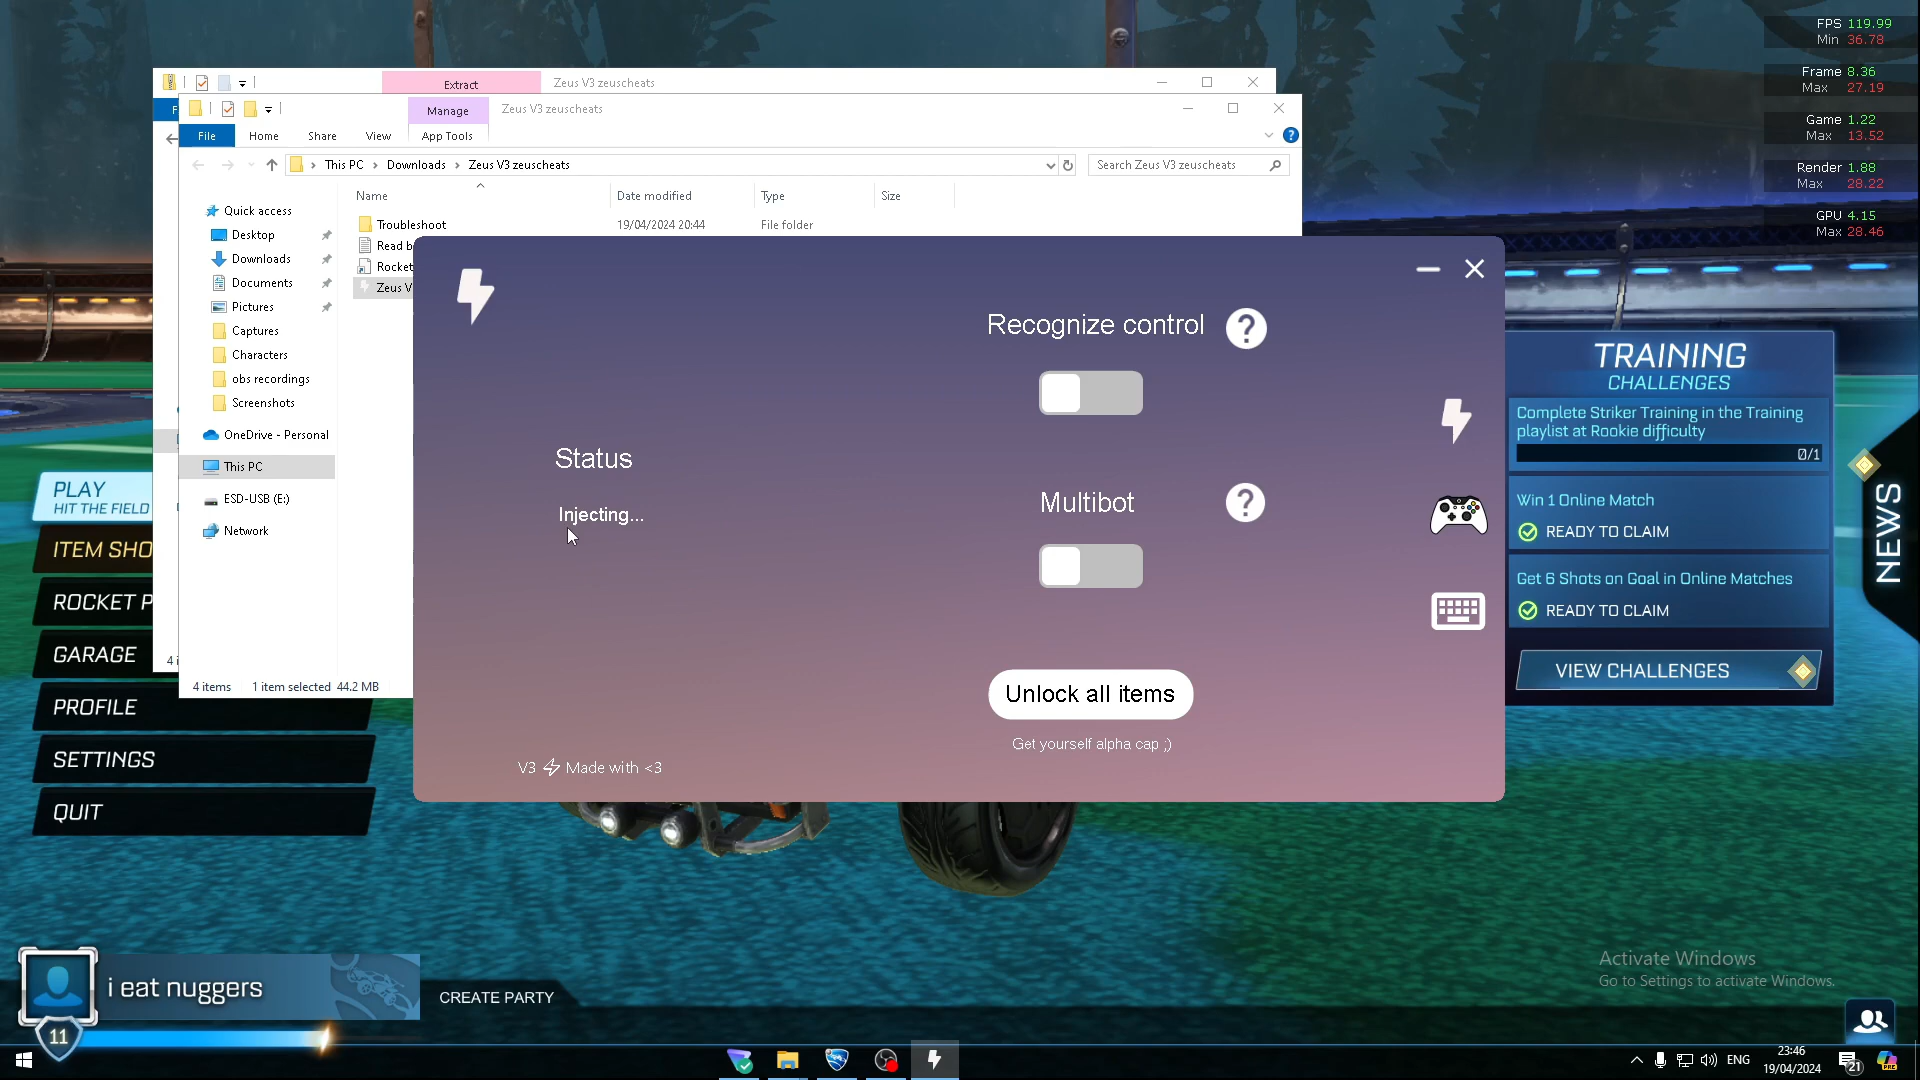 FPS 119.99
Min 36.78
Frame 8.36
Max 27.19
Game 1.22
Max 13.52
Render 1.88
Max 28.22
GPU 4.15
Max 28.46
Extract
Zeus V3 zeuscheats
Manage
Zeus V3 zeuscheats
F
File
Home
Share
View
App Tools
This PC
Downloads
Zeus V3 zeuscheats
Search Zeus V3 zeuscheats
Name
Date modified
Type
Size
Quick access
Desktop
Downloads
Documents
Pictures
Captures
Characters
obs recordings
Screenshots
OneDrive - Personal
This PC
ESD-USB (E:)
Network
Troubleshoot
19/04/2024 20:44
File folder
Read b
Rocket
Zeus V
4 i
4 items
1 item selected 44.2 MB
Recognize control
?
Status
Injecting...
Multibot
?
Unlock all items
Get yourself alpha cap ;)
V3
Made with <3
PLAY
HIT THE FIELD
ITEM SHO
ROCKET P
GARAGE
PROFILE
SETTINGS
QUIT
TRAINING
CHALLENGES
Complete Striker Training in the Training
playlist at Rookie difficulty
0/1
Win 1 Online Match
READY TO CLAIM
Get 6 Shots on Goal in Online Matches
READY TO CLAIM
VIEW CHALLENGES
NEWS
Activate Windows
Go to Settings to activate Windows.
i eat nuggers
11
CREATE PARTY
ENG
23:46
19/04/2024
21
PRE